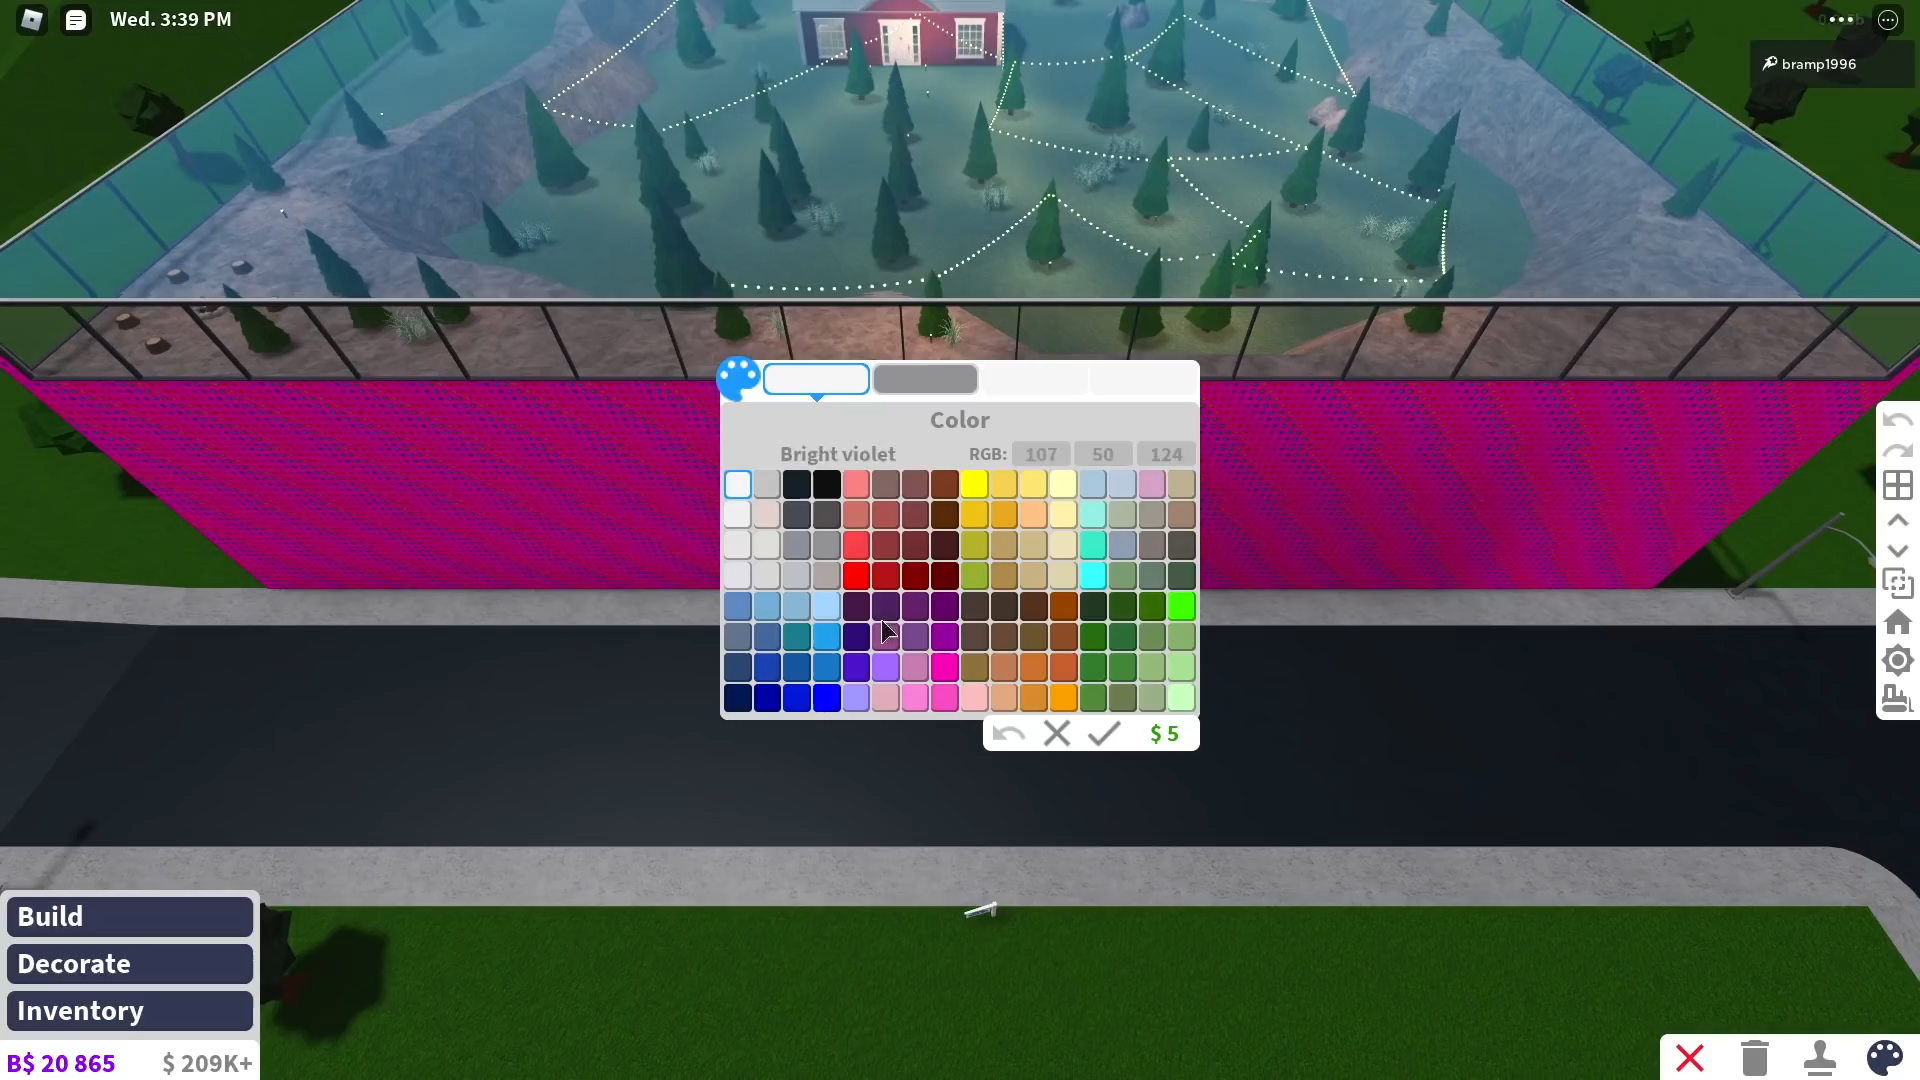 Wed. 3:39 PM
bramp1996
Color
Bright violet
RGB: 107 50 124
$ 5
Build
Decorate
Inventory
B$ 20 865
$ 209K+